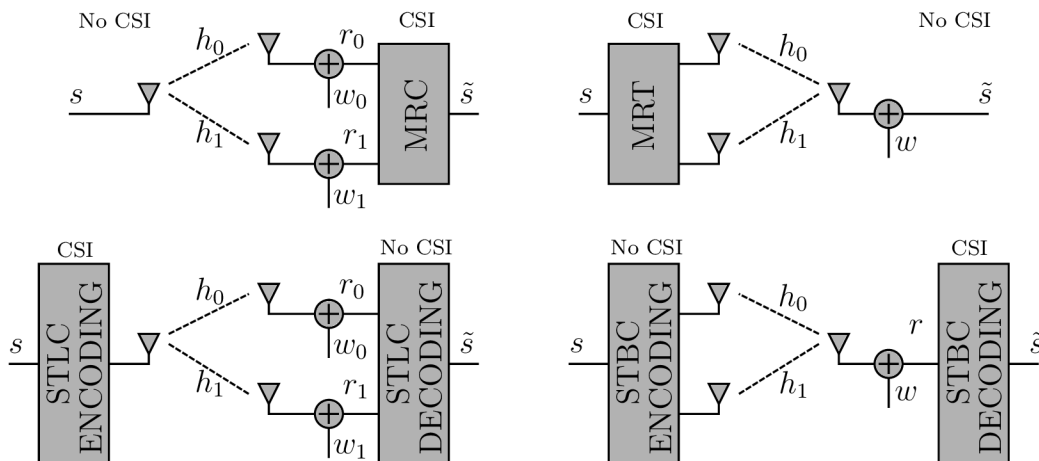 No CSI
h0
r0
CSI
s
w0
MRC
s̃
h1
r1
w1
CSI
No CSI
s
MRT
h0
h1
w
s̃
CSI
No CSI
s
STLC
ENCODING
h0
r0
w0
h1
r1
w1
STLC
DECODING
s̃
No CSI
CSI
s
STBC
ENCODING
h0
h1
r
w
STBC
DECODING
s̃